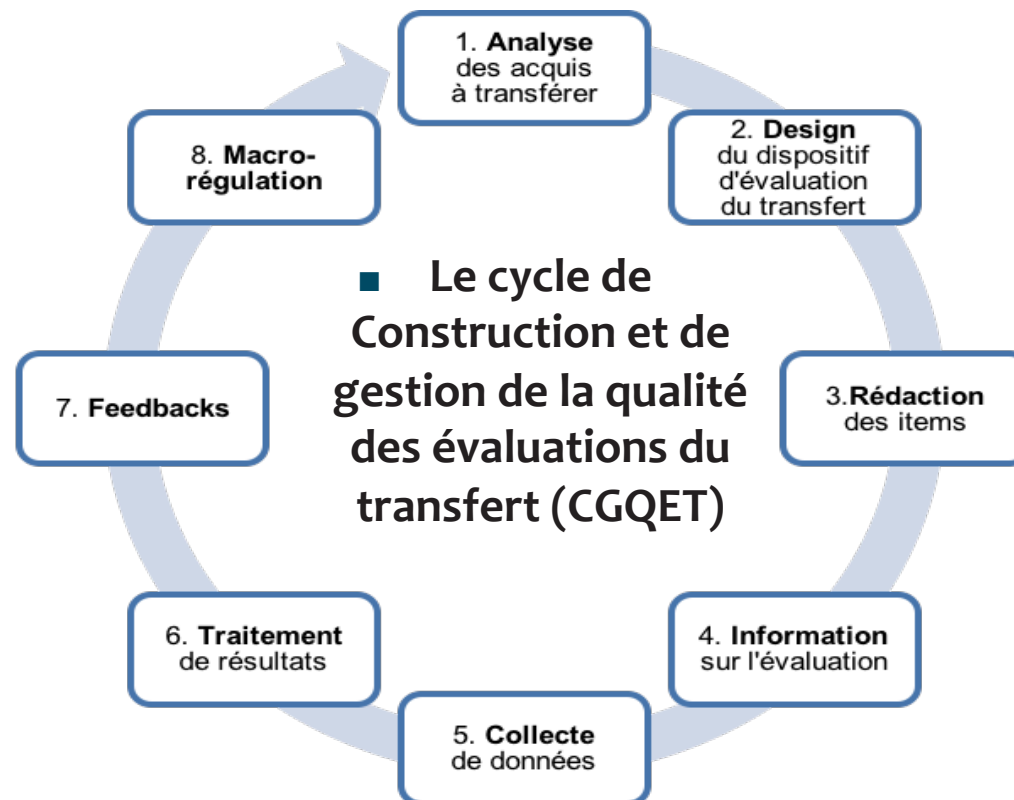 1. Analyse
des acquis
à transférer
2. Design
du dispositif
d'évaluation
du transfert
3.Rédaction
des items
4. Information
sur l'évaluation
5. Collecte
de données
6. Traitement
de résultats
7. Feedbacks
8. Macro-
régulation
■ Le cycle de
Construction et de
gestion de la qualité
des évaluations du
transfert (CGQET)